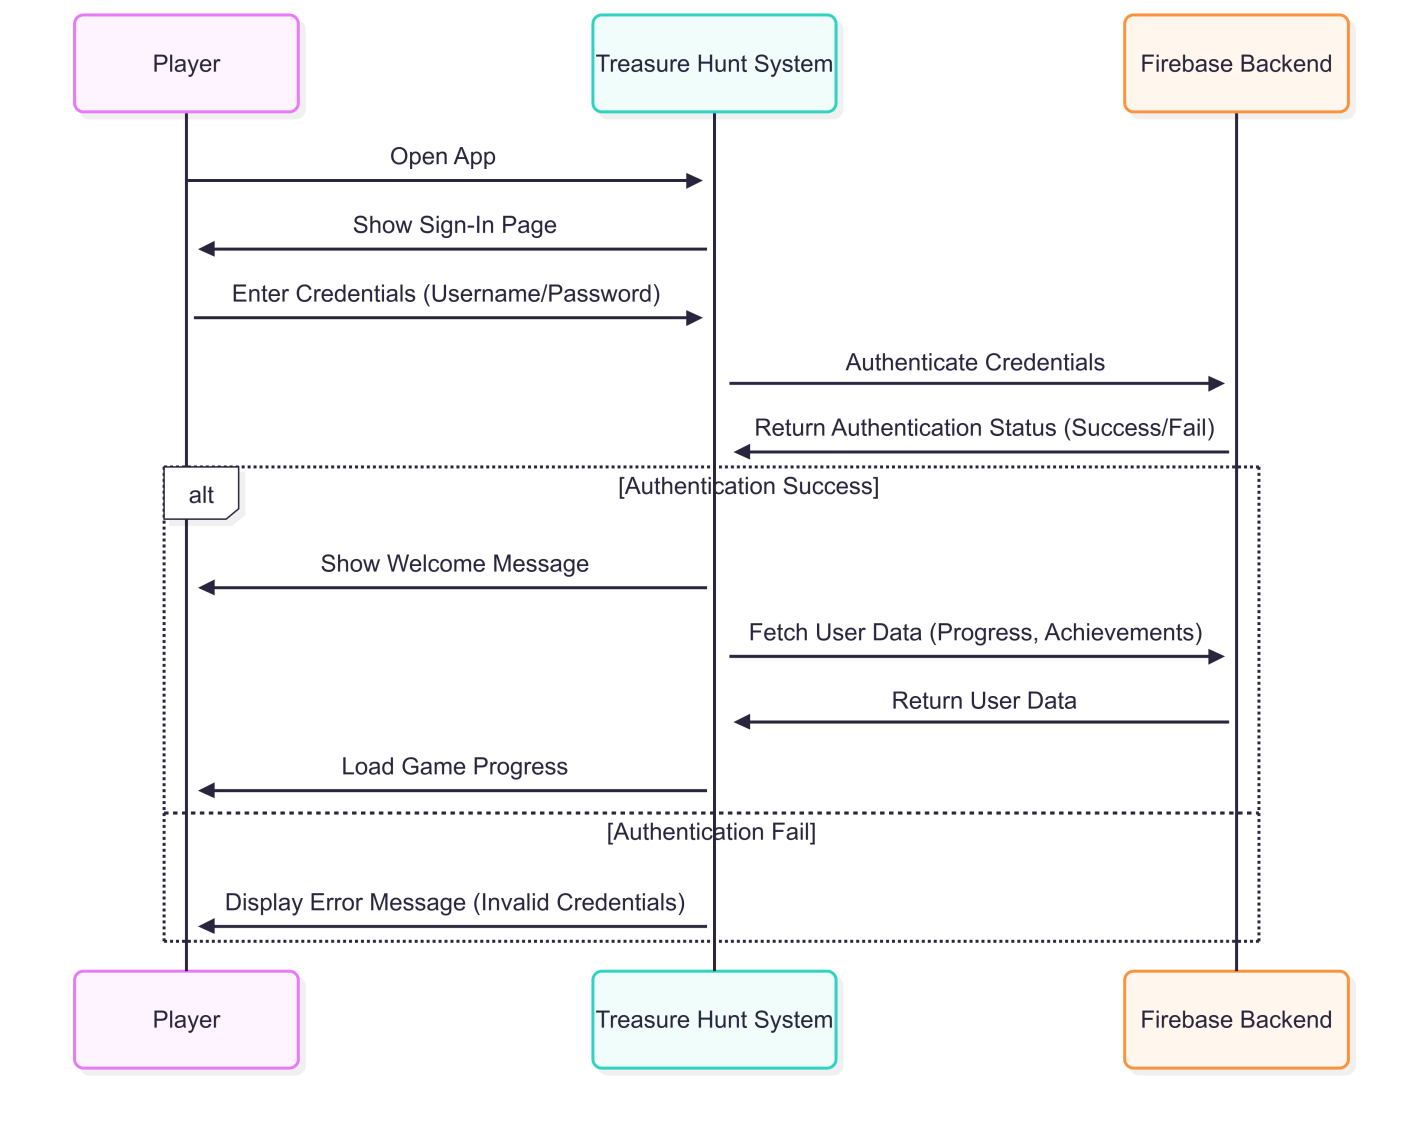 Player
Treasure Hunt System
Firebase Backend
Open App
Show Sign-In Page
Enter Credentials (Username/Password)
Authenticate Credentials
Return Authentication Status (Success/Fail)
alt
[Authentication Success]
Show Welcome Message
Fetch User Data (Progress, Achievements)
Return User Data
Load Game Progress
[Authentication Fail]
Display Error Message (Invalid Credentials)
Player
Treasure Hunt System
Firebase Backend